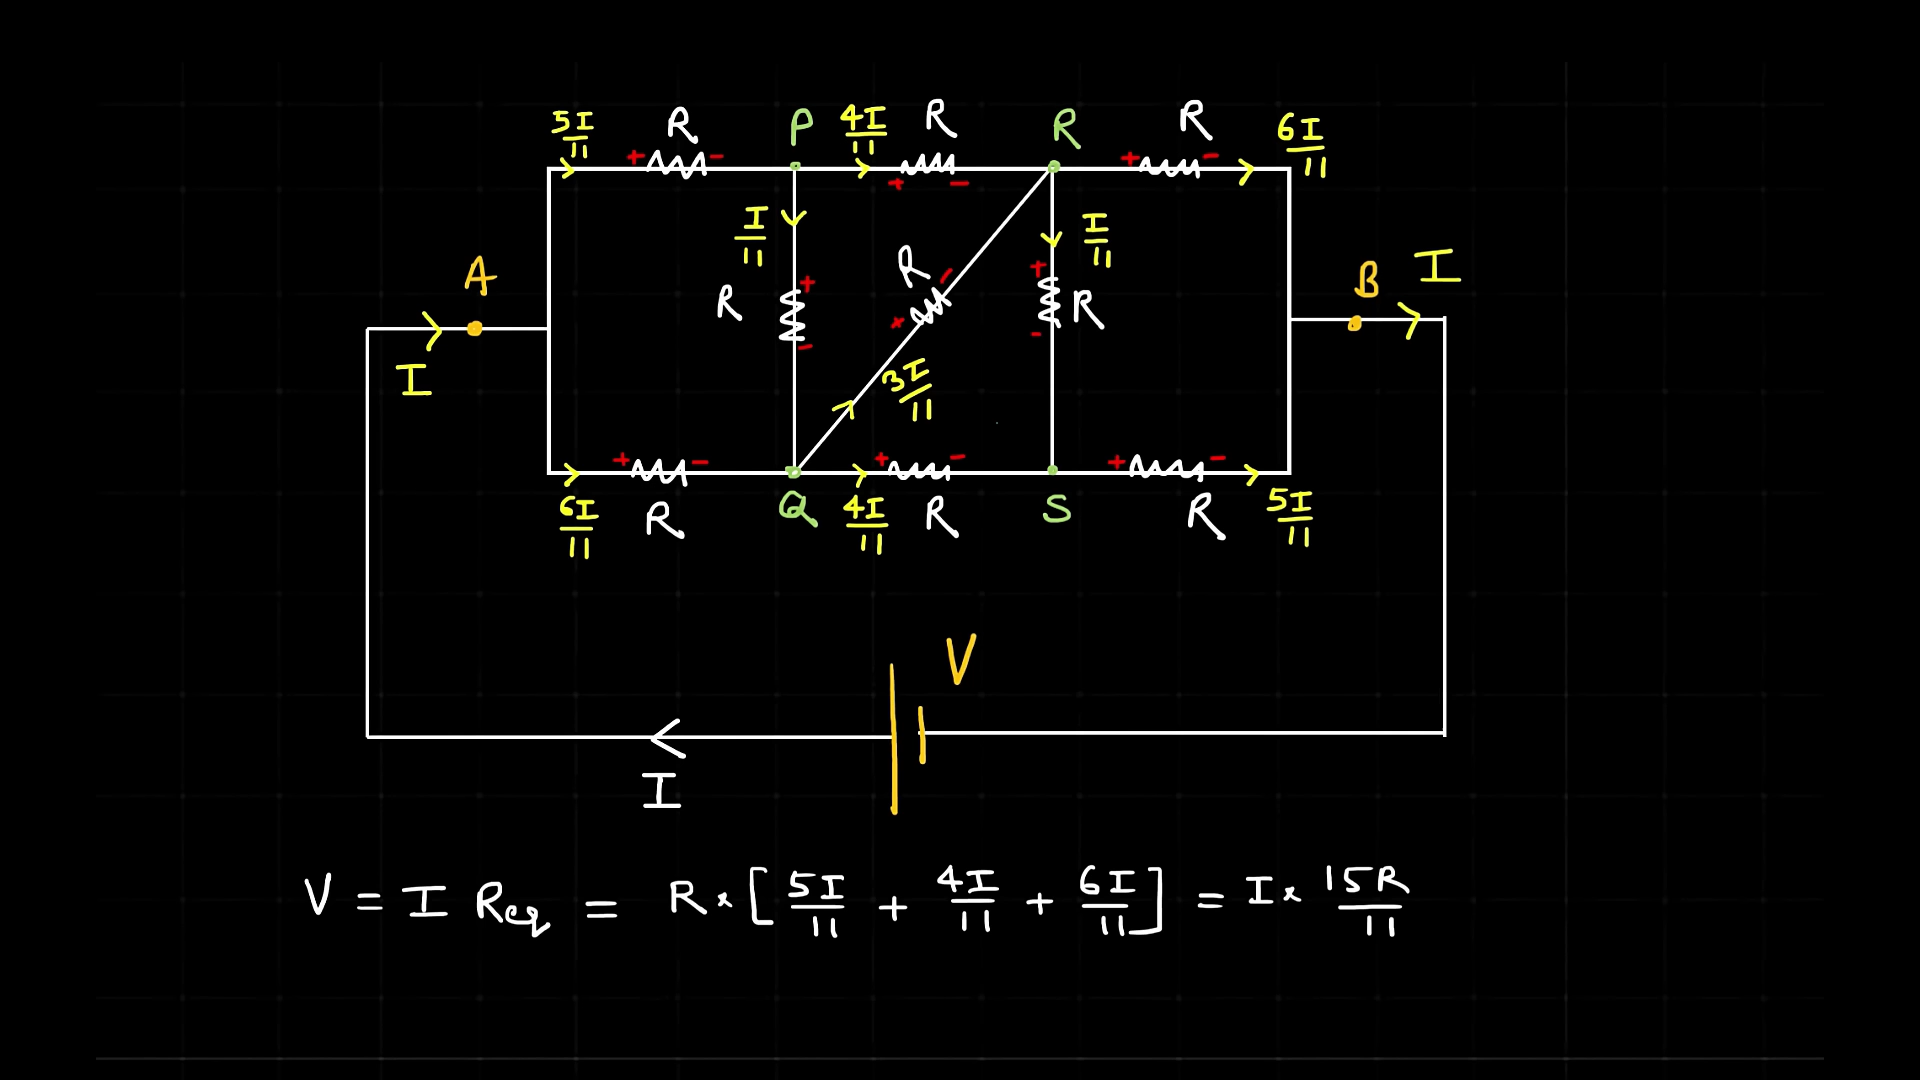 5I/11 R P 4I/11 R R R 6I/11
+ - + - + -
I/11 + R - R + - 3I/11 I/11 + R -
A I
B I
+ - + - + -
6I/11 R Q 4I/11 R S R 5I/11
V
I
V = I Req = R × [5I/11 + 4I/11 + 6I/11] = I × 15R/11